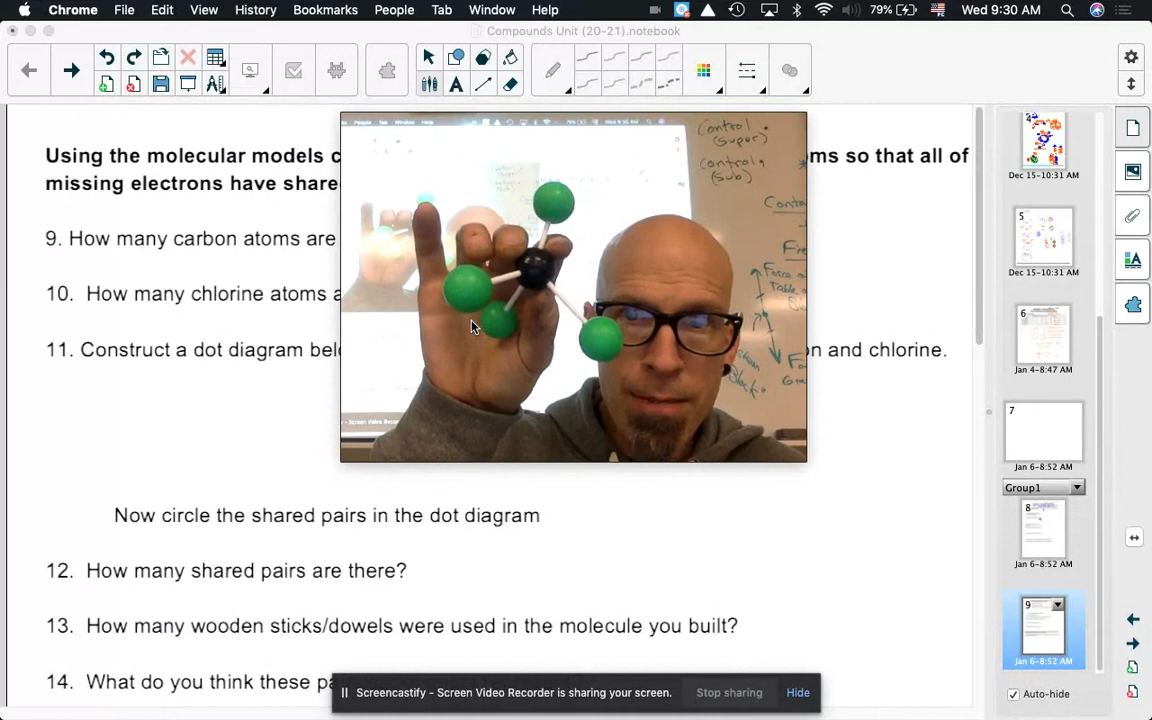 Chrome File Edit View History Bookmarks People Tab Window Help 79% Wed 9:30 AM
Compounds Unit (20-21).notebook
Using the molecular models c ms so that all of
missing electrons have share
9. How many carbon atoms are
10. How many chlorine atoms a
11. Construct a dot diagram bel n and chlorine.
Control
(super)
control
(sub)
Now circle the shared pairs in the dot diagram
12. How many shared pairs are there?
13. How many wooden sticks/dowels were used in the molecule you built?
14. What do you think these pa
Screencastify - Screen Video Recorder is sharing your screen. Stop sharing Hide
4
Dec 15-10:31 AM
5
Dec 15-10:31 AM
6
Jan 4-8:47 AM
7
Jan 6-8:52 AM
Group1
8
Jan 6-8:52 AM
9
Jan 6-8:52 AM
Auto-hide